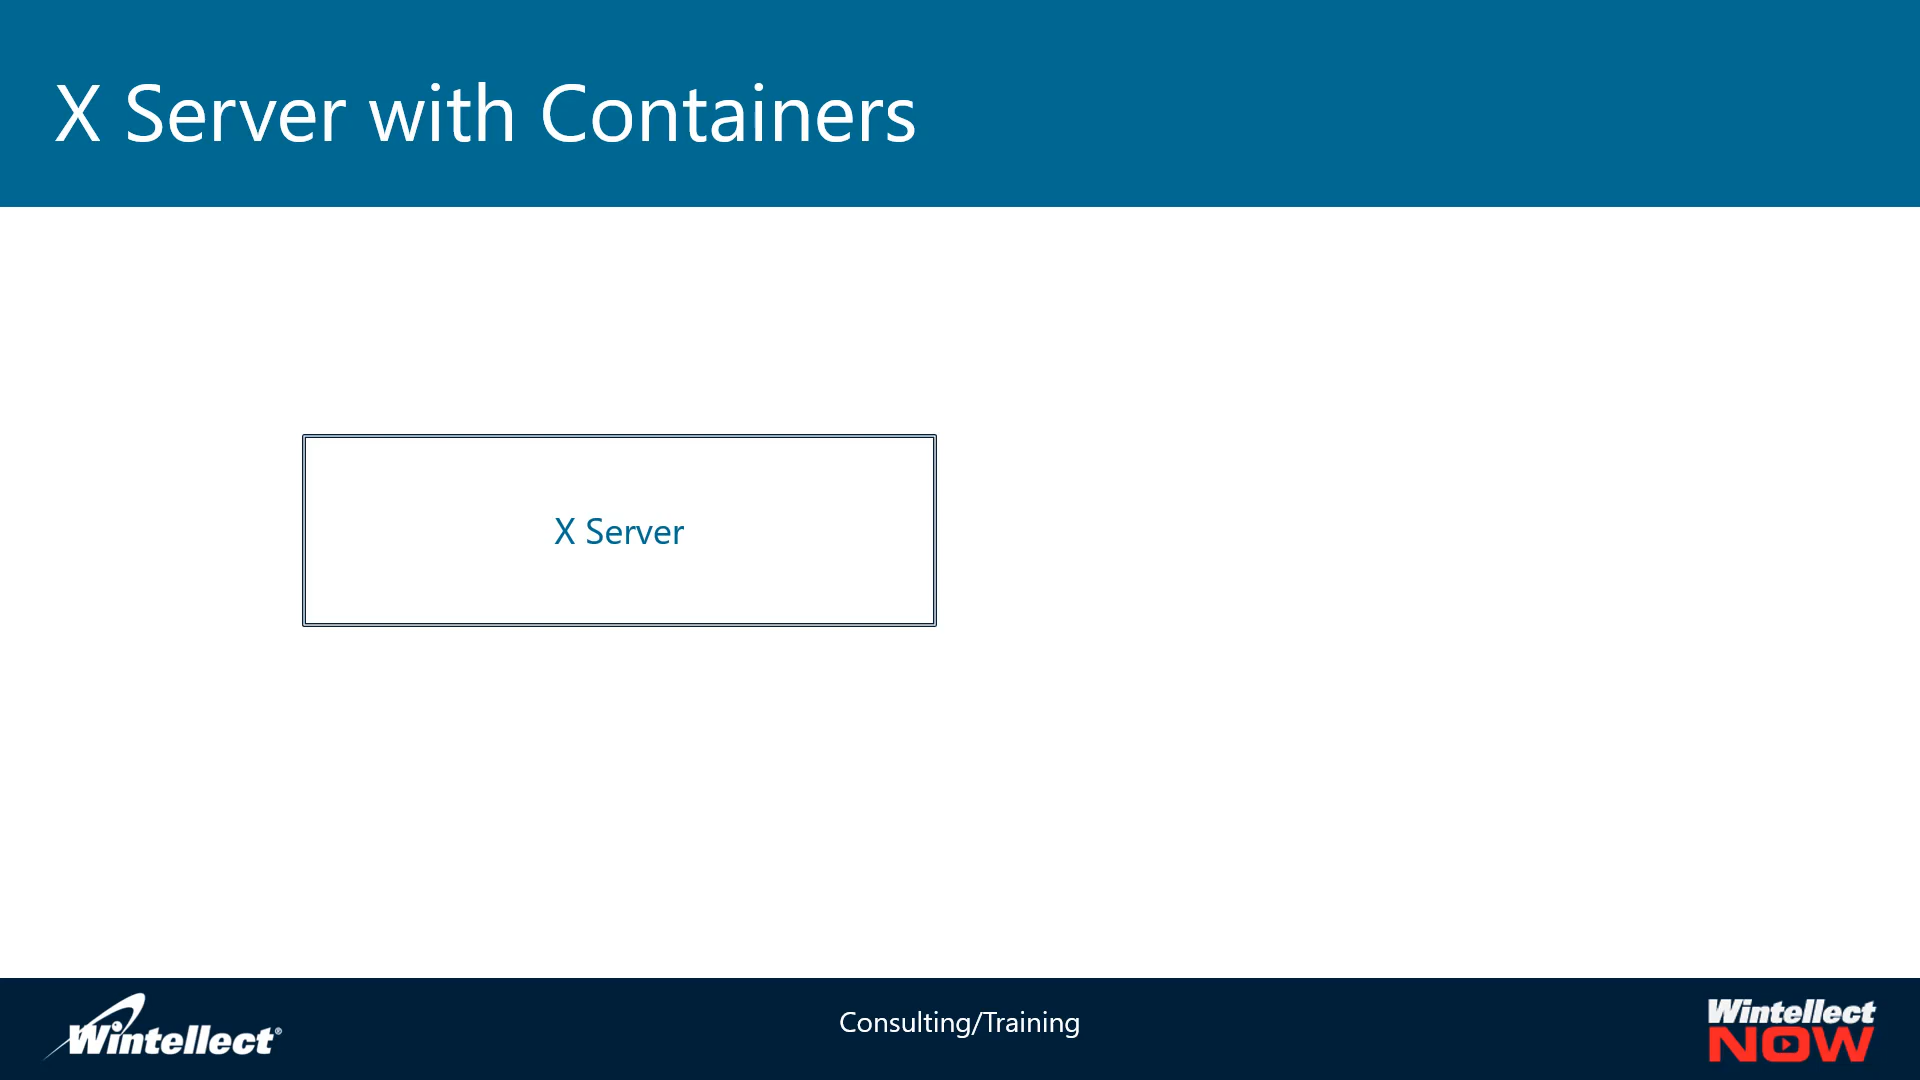 X Server with Containers
X Server
Wintellect®
Consulting/Training
Wintellect
NOW